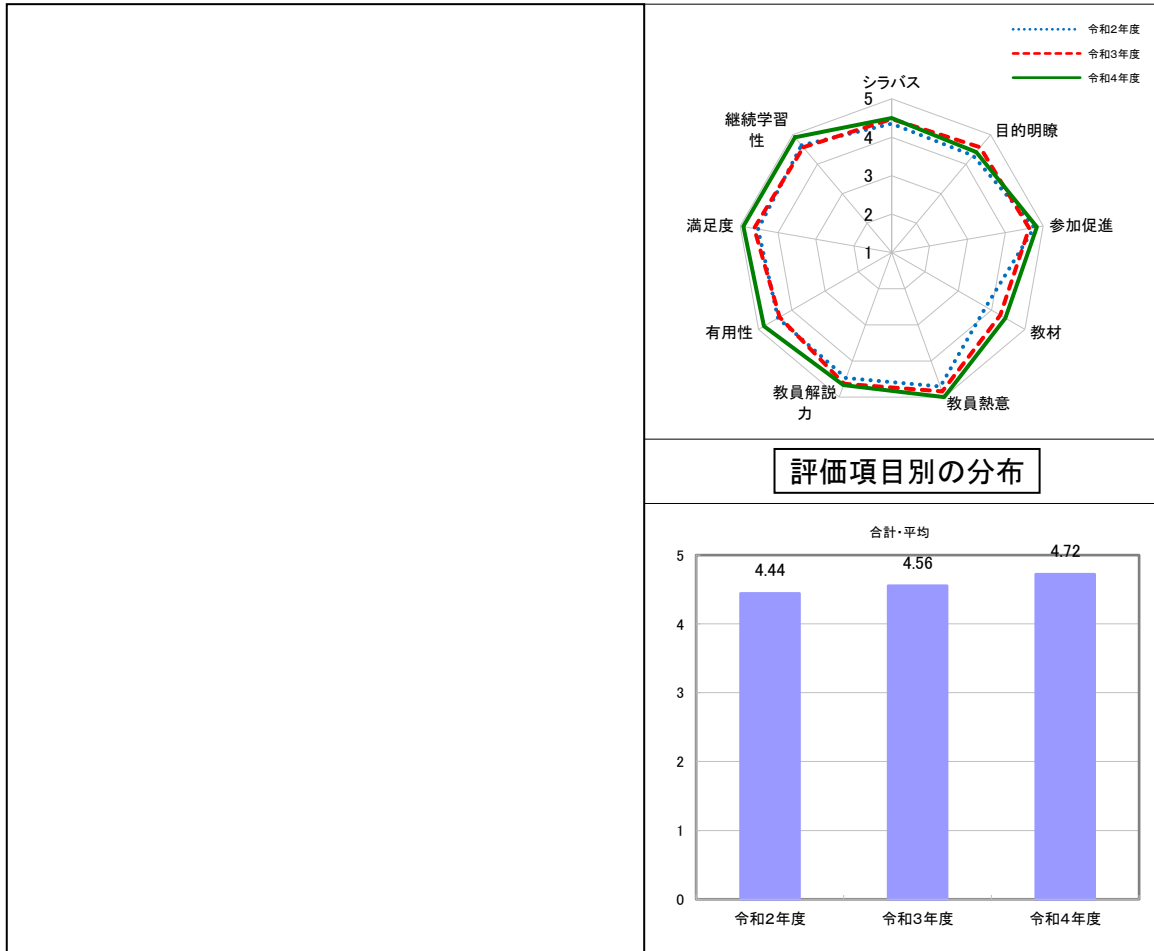 令和2年度
令和3年度
令和4年度
シラバス
目的明瞭
参加促進
教材
教員熱意
教員解説
力
有用性
満足度
継続学習
性
5
4
3
2
1
評価項目別の分布
合計・平均
5
4
3
2
1
0
4.44
4.56
4.72
令和2年度
令和3年度
令和4年度